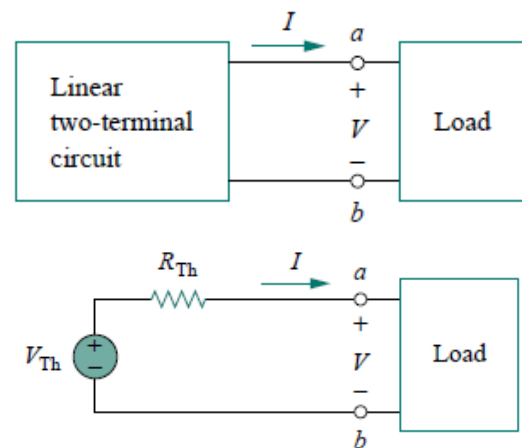 I
a
Linear
two-terminal
circuit
+
V
−
Load
b
R_Th
I
a
V_Th
+
−
+
V
−
Load
b